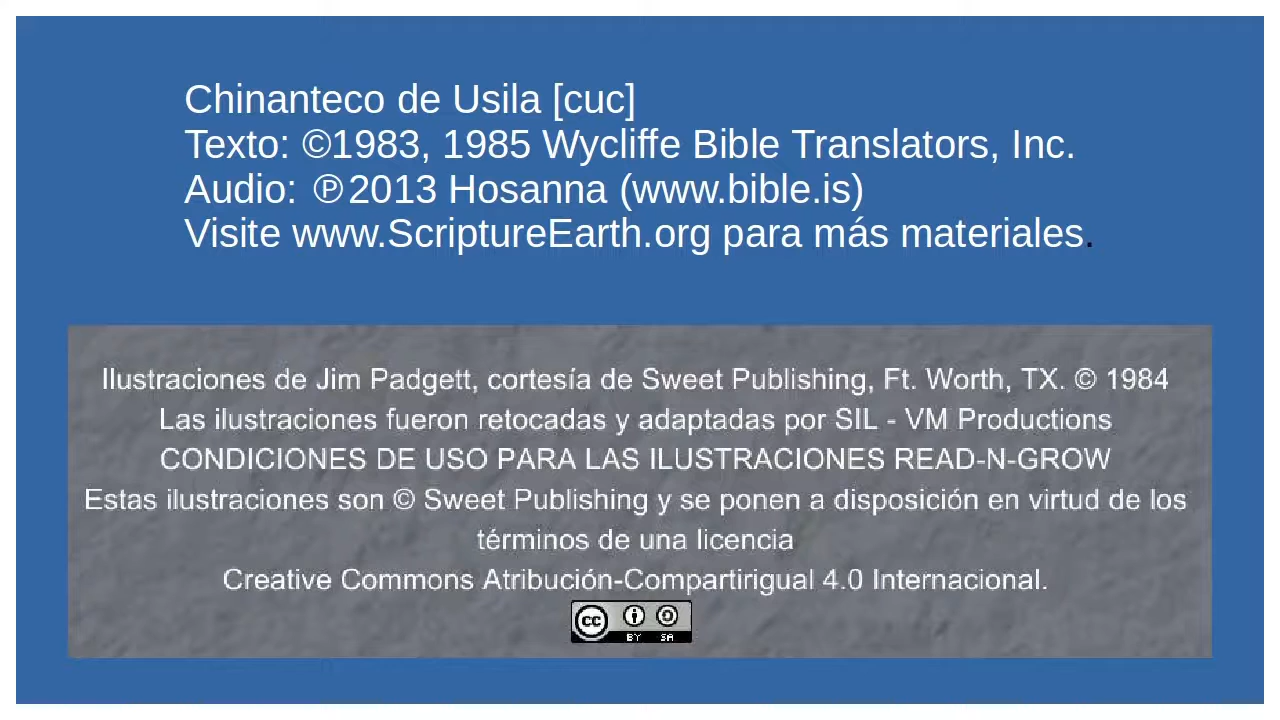 Chinanteco de Usila [cuc]
Texto: ©1983, 1985 Wycliffe Bible Translators, Inc.
Audio: ℗2013 Hosanna (www.bible.is)
Visite www.ScriptureEarth.org para más materiales.
Ilustraciones de Jim Padgett, cortesía de Sweet Publishing, Ft. Worth, TX. © 1984
Las ilustraciones fueron retocadas y adaptadas por SIL - VM Productions
CONDICIONES DE USO PARA LAS ILUSTRACIONES READ-N-GROW
Estas ilustraciones son © Sweet Publishing y se ponen a disposición en virtud de los
términos de una licencia
Creative Commons Atribución-Compartirigual 4.0 Internacional.
cc BY SA